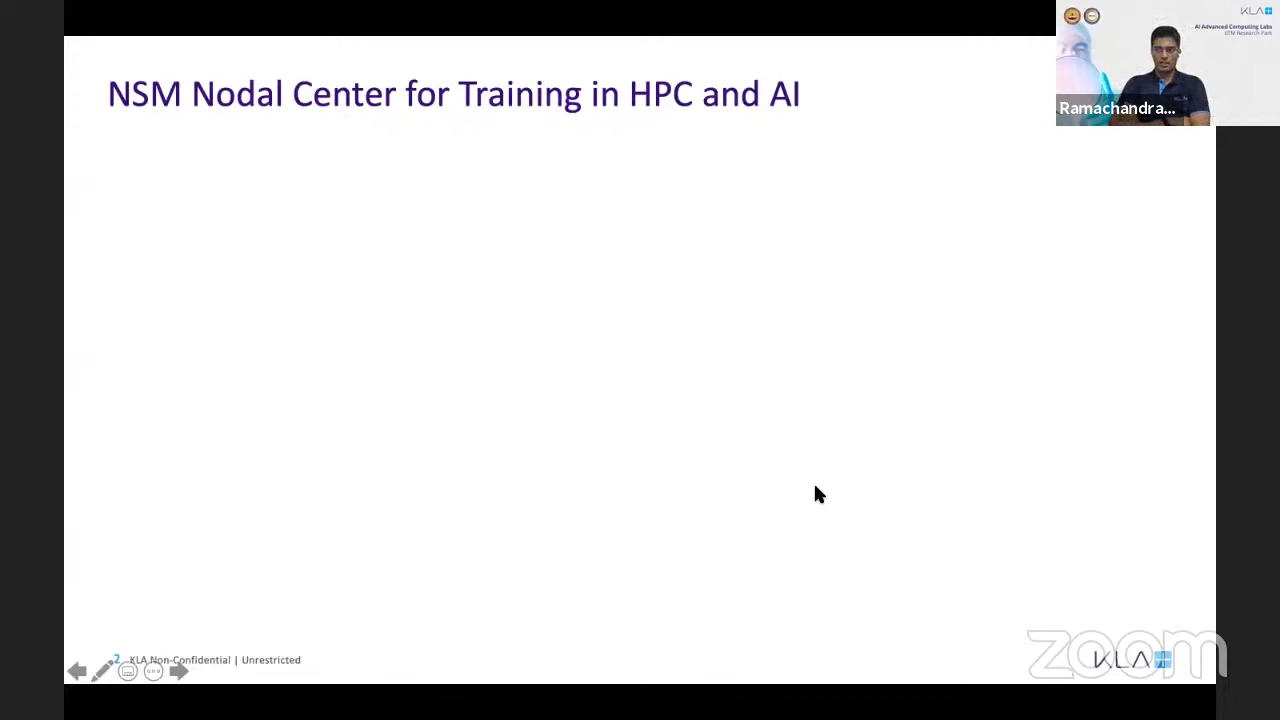 NSM Nodal Center for Training in HPC and AI
KLA
AI Advanced Computing Labs
IITM Research Park
Ramachandra...
2 KLA Non-Confidential | Unrestricted
zoom
KLA